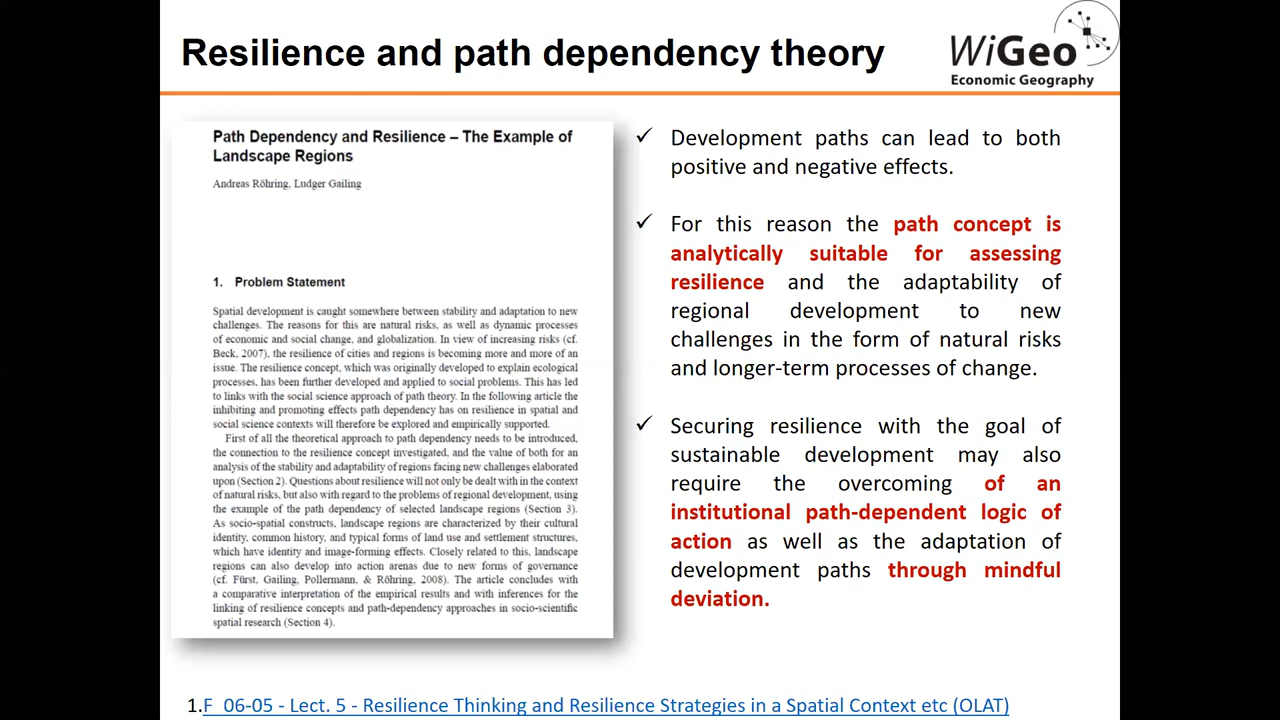 Resilience and path dependency theory
WiGeo
Economic Geography
Path Dependency and Resilience – The Example of
Landscape Regions
Andreas Röhring, Ludger Gailing
1. Problem Statement
Spatial development is caught somewhere between stability and adaptation to new
challenges. The reasons for this are natural risks, as well as dynamic processes
of economic and social change, and globalization. In view of increasing risks (cf.
Beck, 2007), the resilience of cities and regions is becoming more and more of an
issue. The resilience concept, which was originally developed to explain ecological
processes, has been further developed and applied to social problems. This has led
to links with the social science approach of path theory. In the following article the
inhibiting and promoting effects path dependency has on resilience in spatial and
social science contexts will therefore be explored and empirically supported.
First of all the theoretical approach to path dependency needs to be introduced,
the connection to the resilience concept investigated, and the value of both for an
analysis of the stability and adaptability of regions facing new challenges elaborated
upon (Section 2). Questions about resilience will not only be dealt with in the context
of natural risks, but also with regard to the problems of regional development, using
the example of the path dependency of selected landscape regions (Section 3).
As socio-spatial constructs, landscape regions are characterized by their cultural
identity, common history, and typical forms of land use and settlement structures,
which have identity and image-forming effects. Closely related to this, landscape
regions can also develop into action arenas due to new forms of governance
(cf. Fürst, Gailing, Pollermann, & Röhring, 2008). The article concludes with
a comparative interpretation of the empirical results and with inferences for the
linking of resilience concepts and path-dependency approaches in socio-scientific
spatial research (Section 4).
✓ Development paths can lead to both
positive and negative effects.
✓ For this reason the path concept is
analytically suitable for assessing
resilience and the adaptability of
regional development to new
challenges in the form of natural risks
and longer-term processes of change.
✓ Securing resilience with the goal of
sustainable development may also
require the overcoming of an
institutional path-dependent logic of
action as well as the adaptation of
development paths through mindful
deviation.
1.F_06-05 - Lect. 5 - Resilience Thinking and Resilience Strategies in a Spatial Context etc (OLAT)